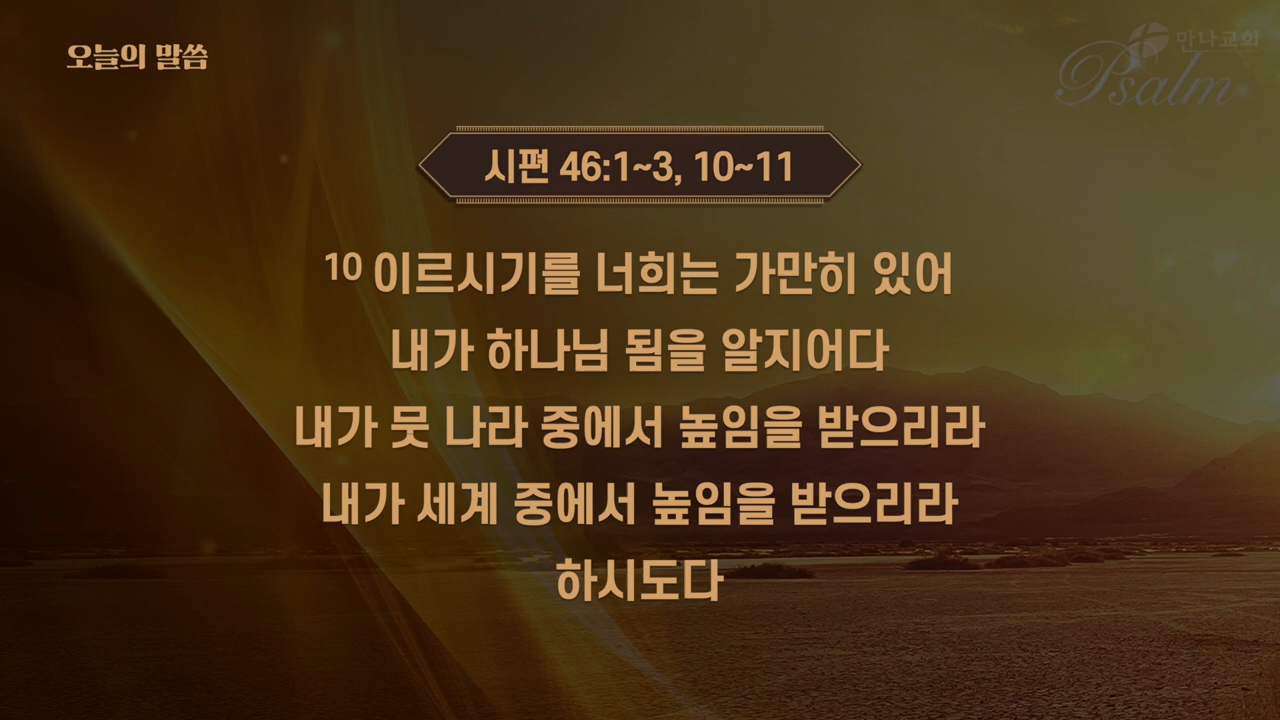 오늘의 말씀
만나교회
Psalm
시편 46:1~3, 10~11
10 이르시기를 너희는 가만히 있어
내가 하나님 됨을 알지어다
내가 뭇 나라 중에서 높임을 받으리라
내가 세계 중에서 높임을 받으리라
하시도다